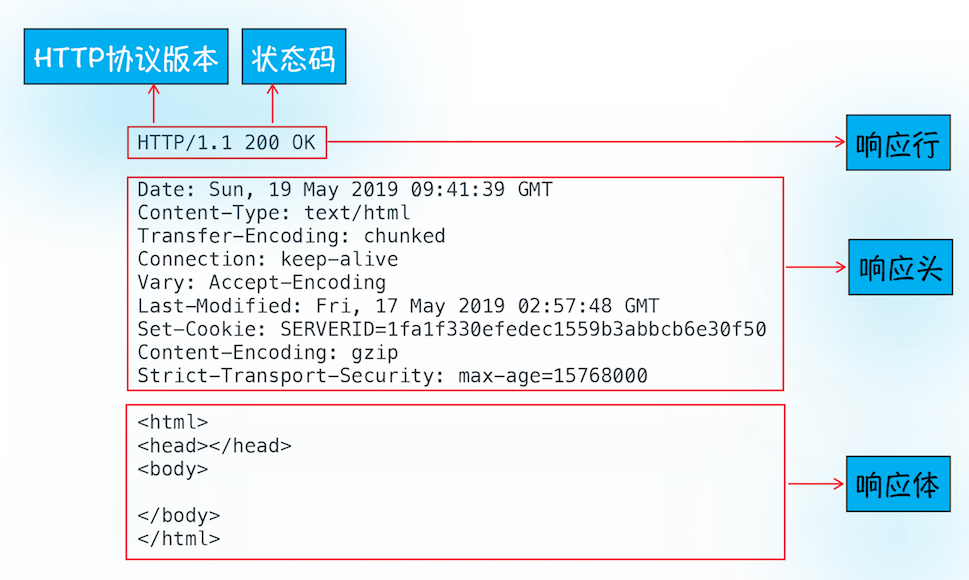 HTTP协议版本 状态码
HTTP/1.1 200 OK
响应行
Date: Sun, 19 May 2019 09:41:39 GMT
Content-Type: text/html
Transfer-Encoding: chunked
Connection: keep-alive
Vary: Accept-Encoding
Last-Modified: Fri, 17 May 2019 02:57:48 GMT
Set-Cookie: SERVERID=1fa1f330efedec1559b3abbcb6e30f50
Content-Encoding: gzip
Strict-Transport-Security: max-age=15768000
响应头
<html>
<head></head>
<body>
</body>
</html>
响应体